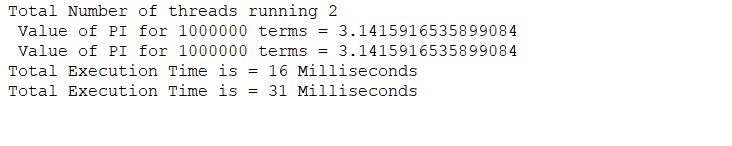 Total Number of threads running 2
Value of PI for 1000000 terms = 3.1415916535899084
Value of PI for 1000000 terms = 3.1415916535899084
Total Execution Time is = 16 Milliseconds
Total Execution Time is = 31 Milliseconds